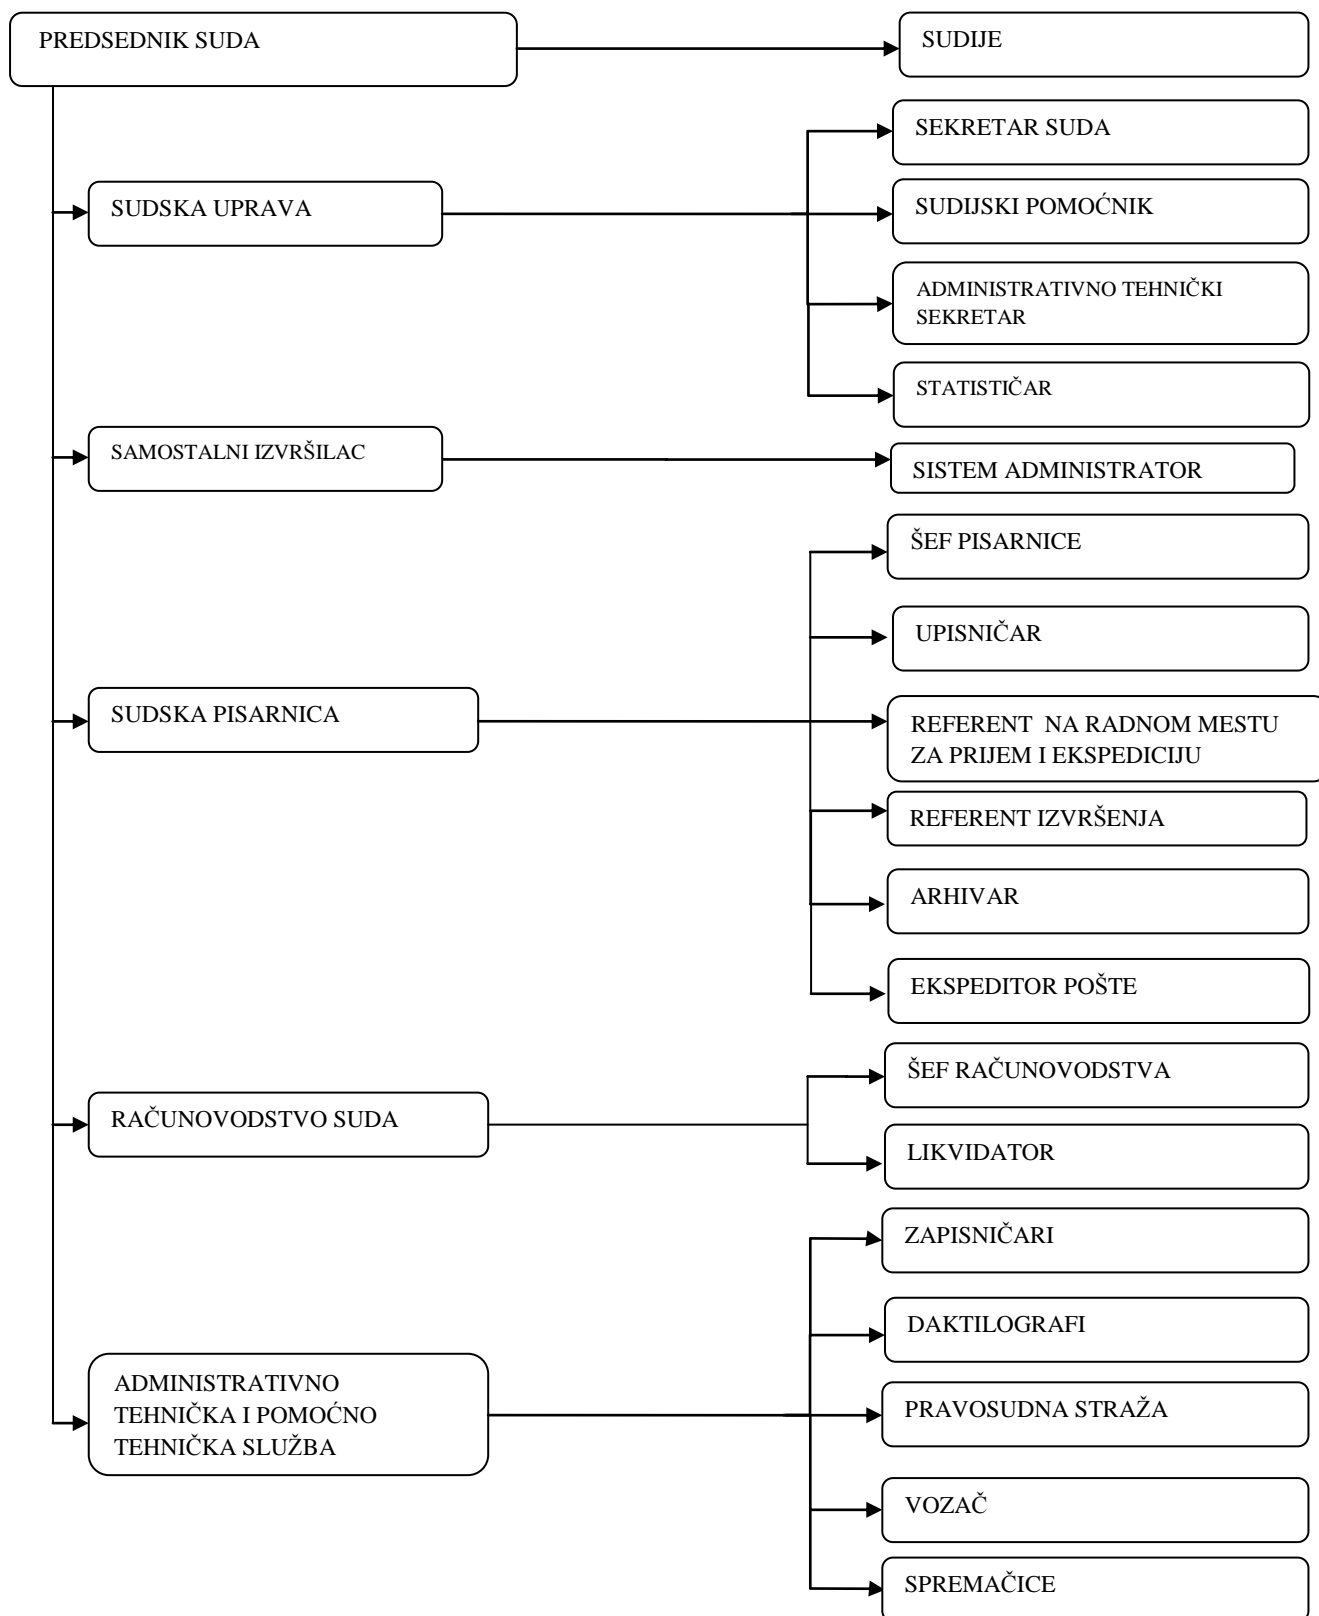 PREDSEDNIK SUDA
SUDIJE
SUDSKA UPRAVA
SEKRETAR SUDA
SUDIJSKI POMOĆNIK
ADMINISTRATIVNO TEHNIČKI
SEKRETAR
STATISTIČAR
SAMOSTALNI IZVRŠILAC
SISTEM ADMINISTRATOR
SUDSKA PISARNICA
ŠEF PISARNICE
UPISNIČAR
REFERENT NA RADNOM MESTU
ZA PRIJEM I EKSPEDICIJU
REFERENT IZVRŠENJA
ARHIVAR
EKSPEDITOR POŠTE
RAČUNOVODSTVO SUDA
ŠEF RAČUNOVODSTVA
LIKVIDATOR
ADMINISTRATIVNO
TEHNIČKA I POMOĆNO
TEHNIČKA SLUŽBA
ZAPISNIČARI
DAKTILOGRAFI
PRAVOSUDNA STRAŽA
VOZAČ
SPREMAČICE